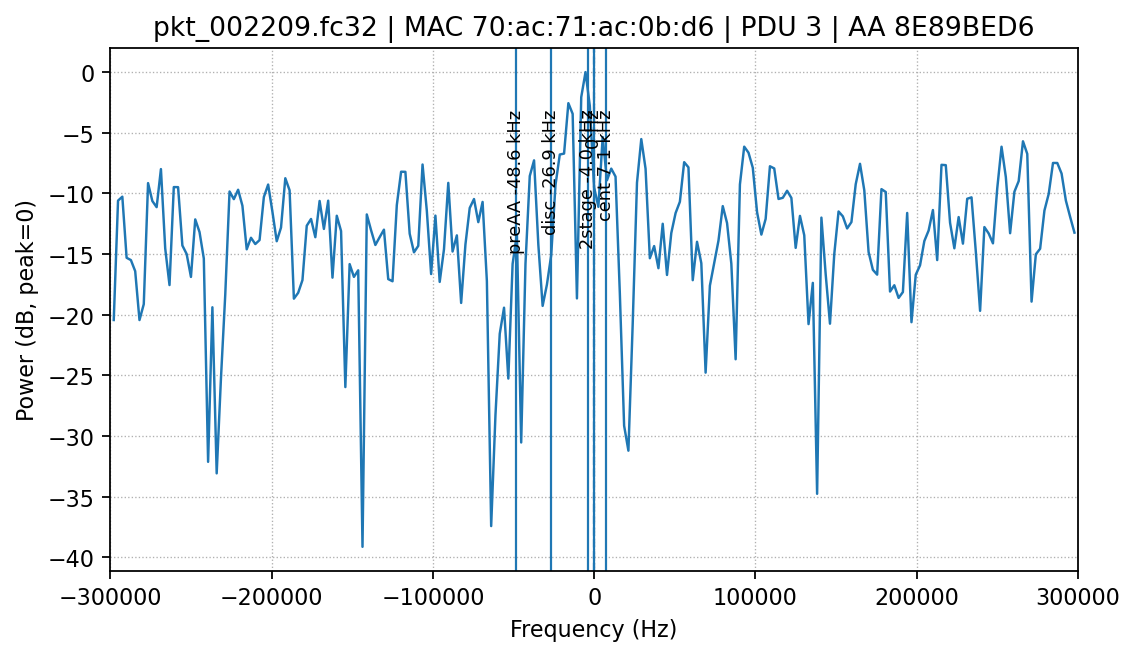 pkt_002209.fc32 | MAC 70:ac:71:ac:0b:d6 | PDU 3 | AA 8E89BED6
Power (dB, peak=0)
0
−5
−10
−15
−20
−25
−30
−35
−40
preAA -48.6 kHz
disc -26.9 kHz
2stage -4.0 kHz
cent 7.1 kHz
−300000
−200000
−100000
0
100000
200000
300000
Frequency (Hz)